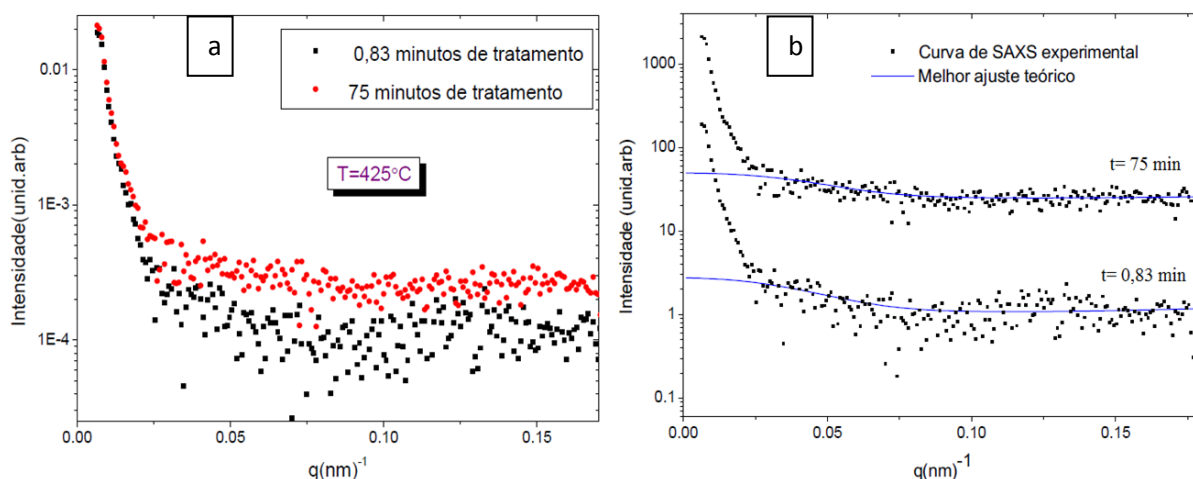 a
0,83 minutos de tratamento
75 minutos de tratamento
T=425°C
0.01
1E-3
1E-4
Intensidade(unid.arb)
0.00
0.05
0.10
0.15
q(nm)⁻¹
b
Curva de SAXS experimental
Melhor ajuste teórico
t= 75 min
t= 0,83 min
1000
100
10
1
0.1
Intensidade (unid.arb)
0.00
0.05
0.10
0.15
q(nm)⁻¹